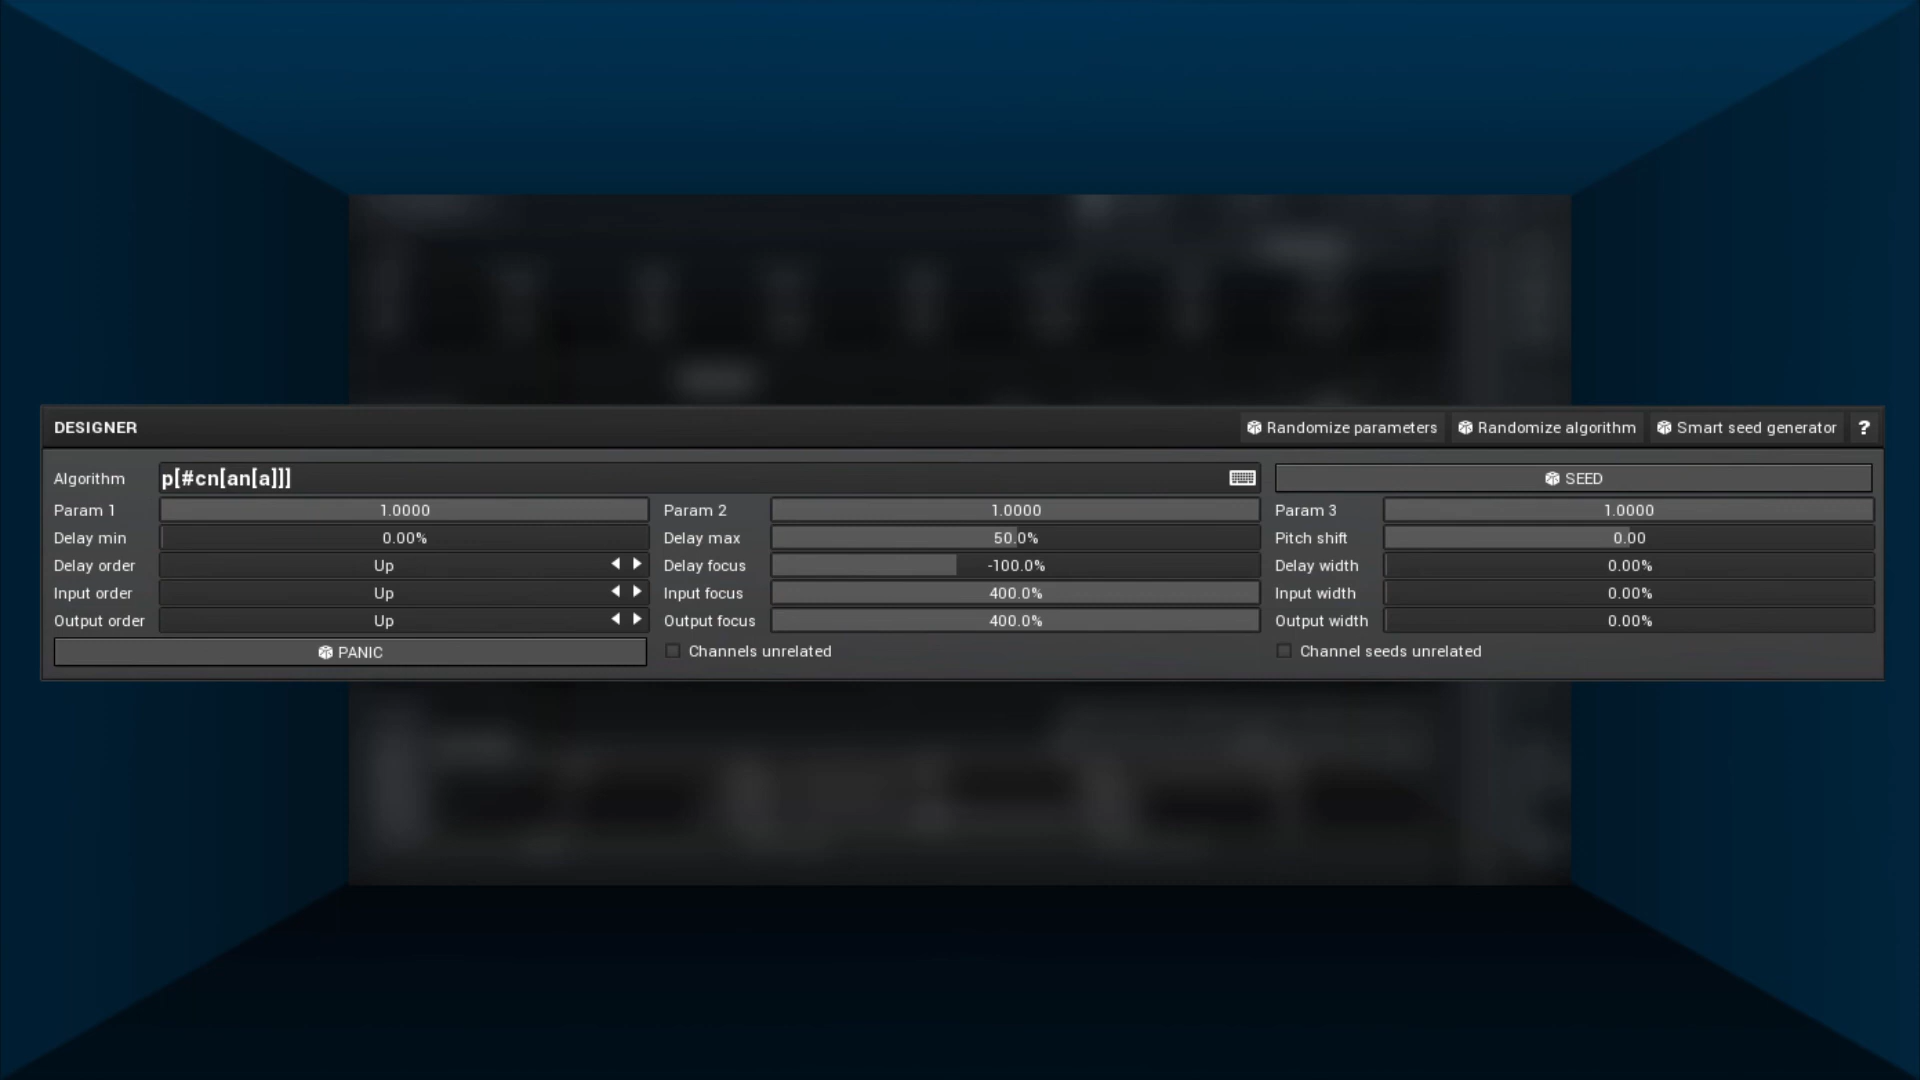 DESIGNER Randomize parameters Randomize algorithm Smart seed generator ?
Algorithm p[#cn[an[a]]] SEED
Param 1 1.0000 Param 2 1.0000 Param 3 1.0000
Delay min 0.00% Delay max 50.0% Pitch shift 0.00
Delay order Up Delay focus -100.0% Delay width 0.00%
Input order Up Input focus 400.0% Input width 0.00%
Output order Up Output focus 400.0% Output width 0.00%
PANIC Channels unrelated Channel seeds unrelated